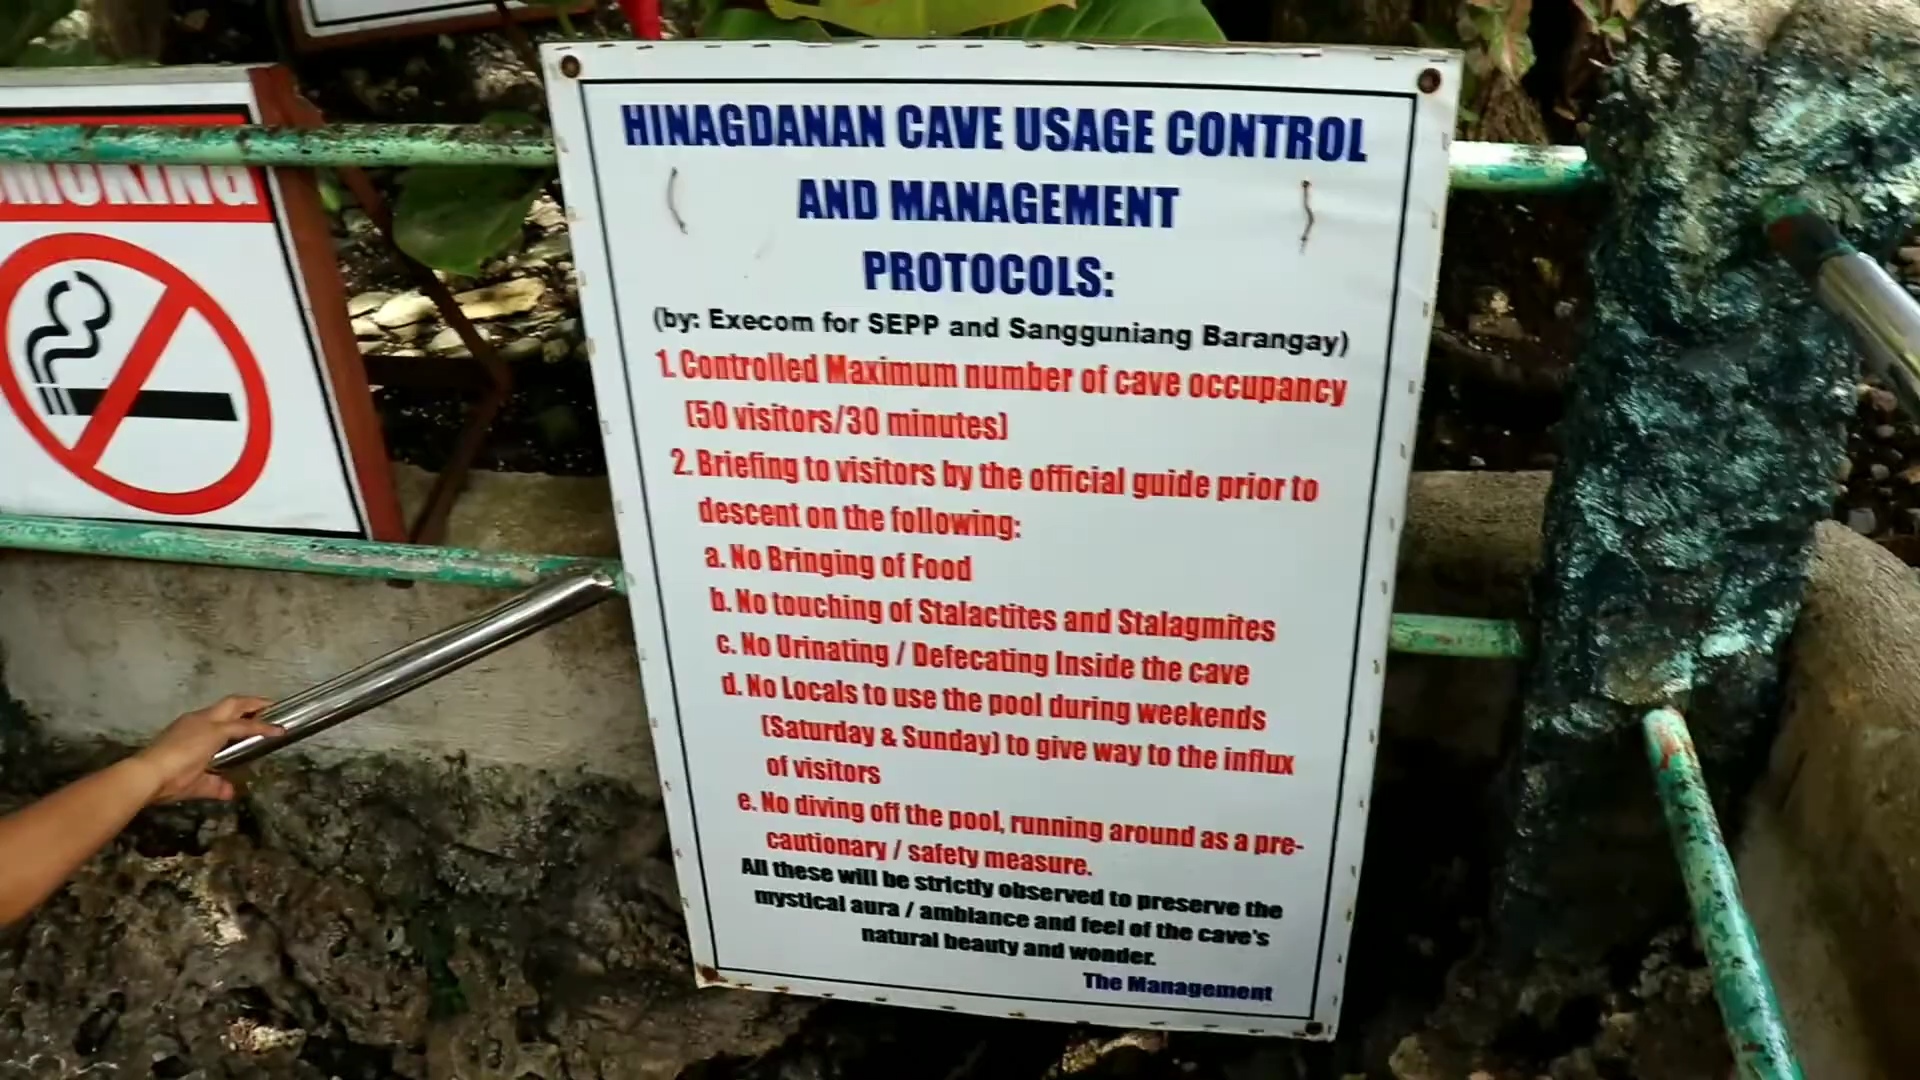 SMOKING
HINAGDANAN CAVE USAGE CONTROL
AND MANAGEMENT
PROTOCOLS:
(by: Execom for SEPP and Sangguniang Barangay)
1. Controlled Maximum number of cave occupancy
(50 visitors/30 minutes)
2. Briefing to visitors by the official guide prior to
descent on the following:
a. No Bringing of Food
b. No touching of Stalactites and Stalagmites
c. No Urinating / Defecating Inside the cave
d. No Locals to use the pool during weekends
(Saturday & Sunday) to give way to the influx
of visitors
e. No diving off the pool, running around as a pre-
cautionary / safety measure.
All these will be strictly observed to preserve the
mystical aura / ambiance and feel of the cave's
natural beauty and wonder.
The Management